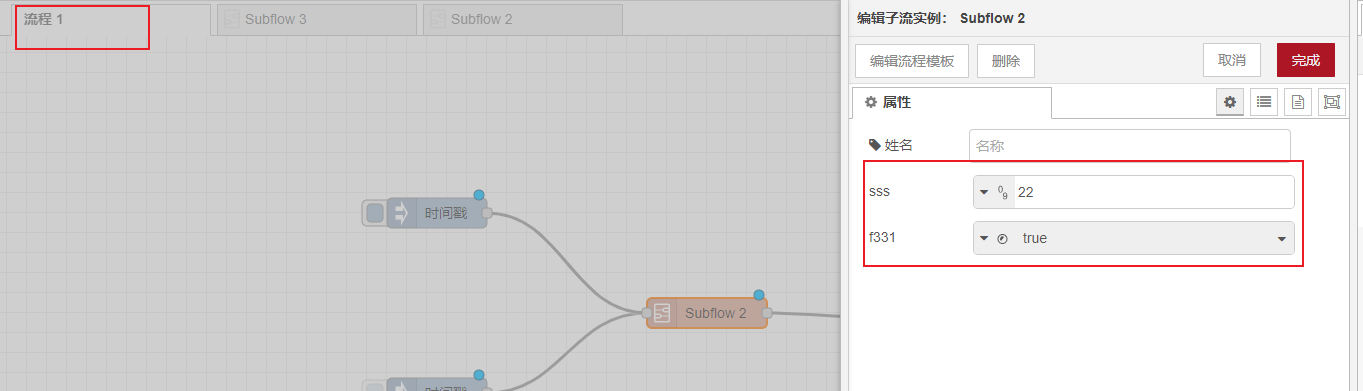 流程 1
Subflow 3
Subflow 2
编辑子流实例： Subflow 2
编辑流程模板
删除
取消
完成
属性
姓名
名称
sss
22
f331
true
时间戳
Subflow 2
时间戳